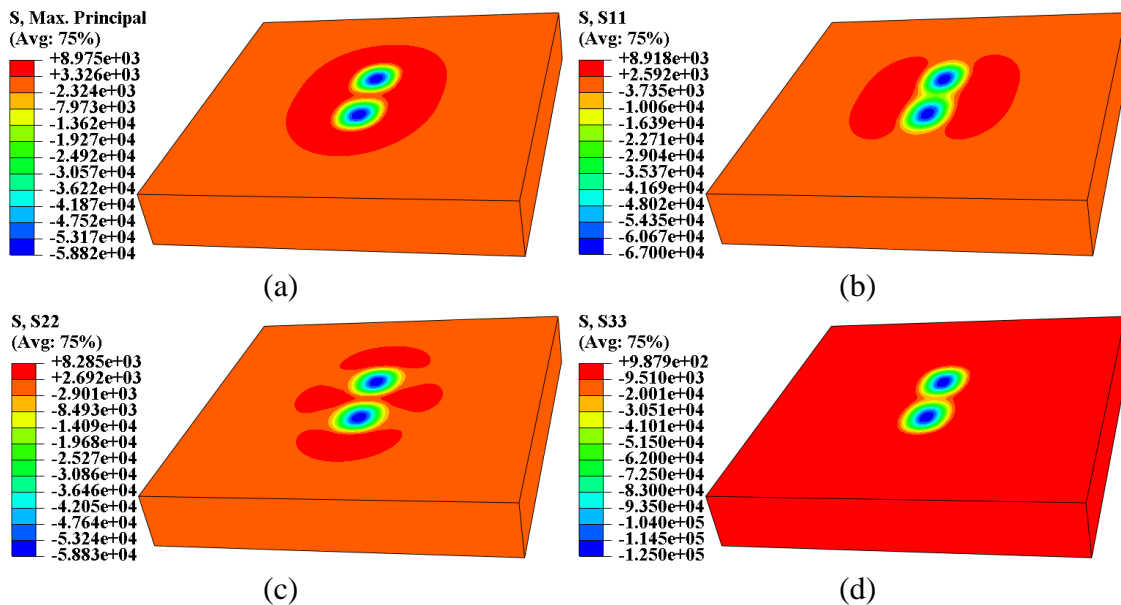 S, Max. Principal
(Avg: 75%)
+8.975e+03
+3.326e+03
-2.324e+03
-7.973e+03
-1.362e+04
-1.927e+04
-2.492e+04
-3.057e+04
-3.622e+04
-4.187e+04
-4.752e+04
-5.317e+04
-5.882e+04
(a)
S, S11
(Avg: 75%)
+8.918e+03
+2.592e+03
-3.735e+03
-1.006e+04
-1.639e+04
-2.271e+04
-2.904e+04
-3.537e+04
-4.169e+04
-4.802e+04
-5.435e+04
-6.067e+04
-6.700e+04
(b)
S, S22
(Avg: 75%)
+8.285e+03
+2.692e+03
-2.901e+03
-8.493e+03
-1.409e+04
-1.968e+04
-2.527e+04
-3.086e+04
-3.646e+04
-4.205e+04
-4.764e+04
-5.324e+04
-5.883e+04
(c)
S, S33
(Avg: 75%)
+9.879e+02
-9.510e+03
-2.001e+04
-3.051e+04
-4.101e+04
-5.150e+04
-6.200e+04
-7.250e+04
-8.300e+04
-9.350e+04
-1.040e+05
-1.145e+05
-1.250e+05
(d)